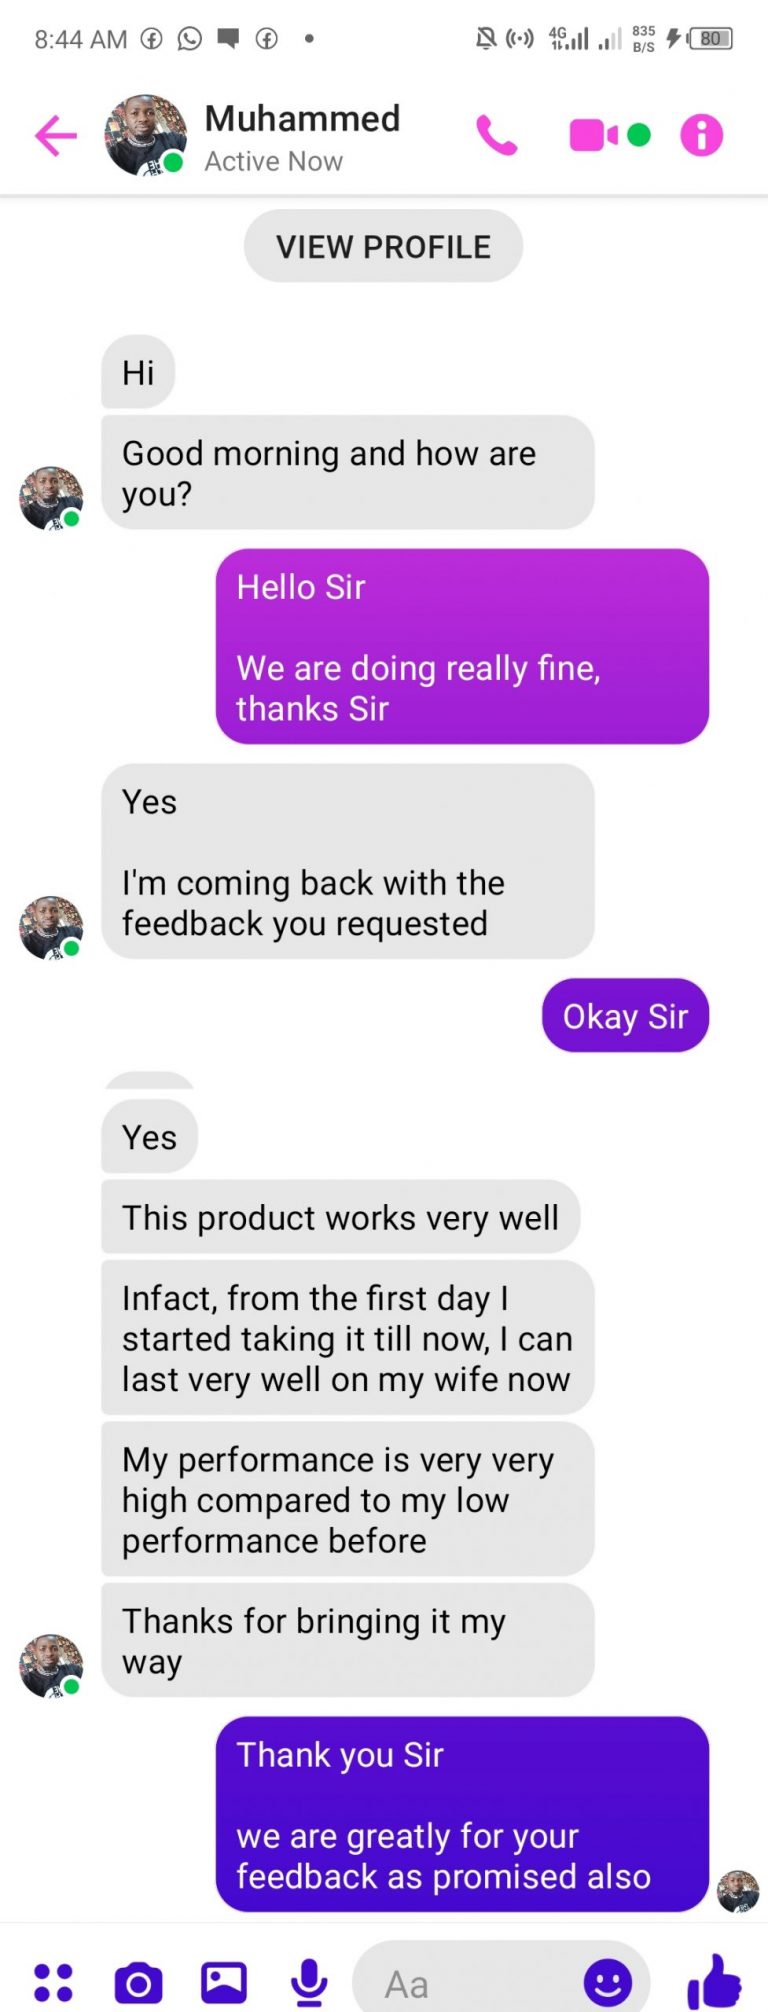 8:44 AM
4G
835
B/S
80
Muhammed
Active Now
VIEW PROFILE
Hi
Good morning and how are
you?
Hello Sir
We are doing really fine,
thanks Sir
Yes
I'm coming back with the
feedback you requested
Okay Sir
Yes
This product works very well
Infact, from the first day I
started taking it till now, I can
last very well on my wife now
My performance is very very
high compared to my low
performance before
Thanks for bringing it my
way
Thank you Sir
we are greatly for your
feedback as promised also
Aa